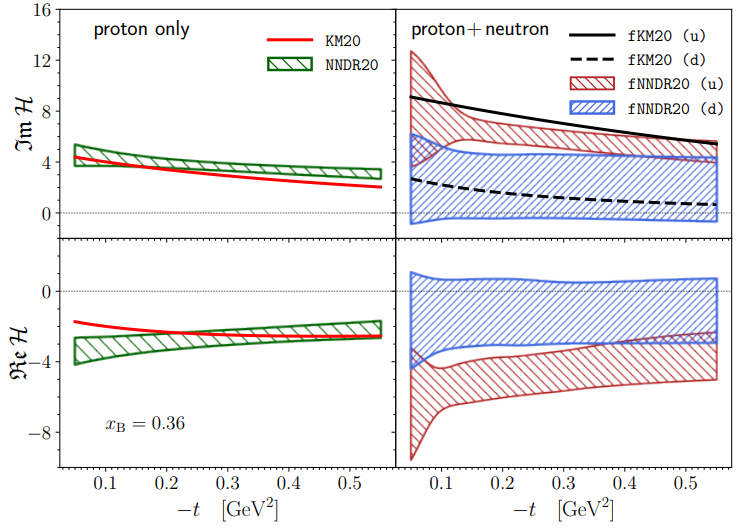 proton only
KM20
NNDR20
proton+neutron
fKM20 (u)
fKM20 (d)
fNNDR20 (u)
fNNDR20 (d)
16
12
8
4
0
ℑm ℋ
0
−4
−8
ℜe ℋ
x_B = 0.36
0.1 0.2 0.3 0.4 0.5
0.1 0.2 0.3 0.4 0.5
−t [GeV²]
−t [GeV²]